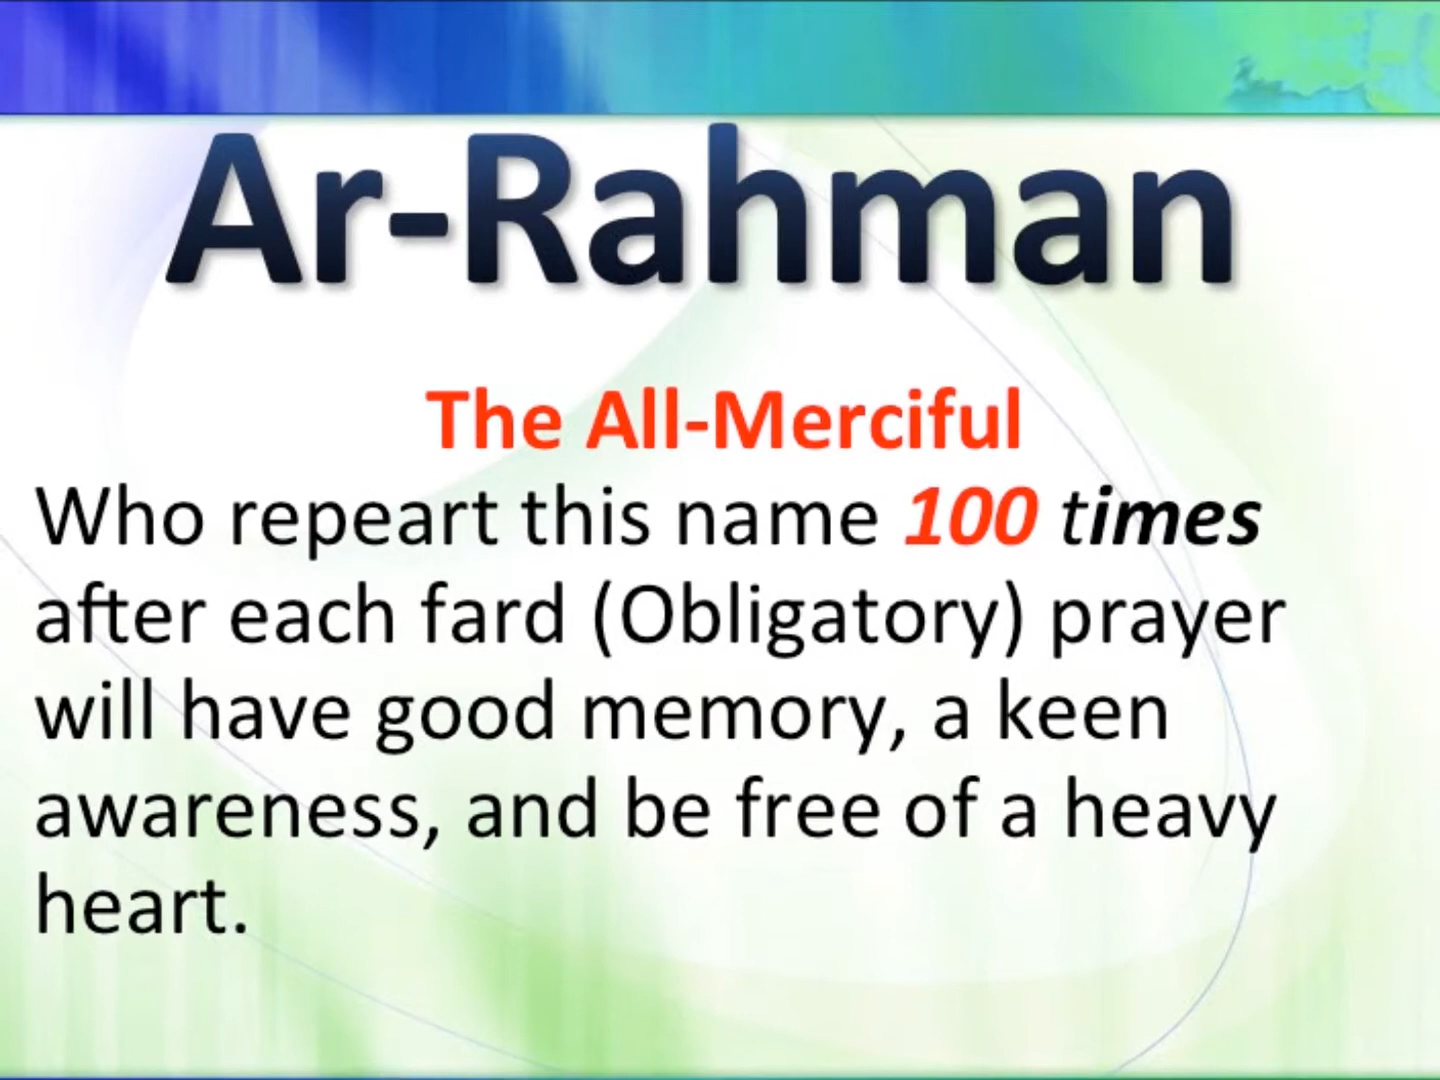 Ar-Rahman
The All-Merciful
Who repeart this name 100 times
after each fard (Obligatory) prayer
will have good memory, a keen
awareness, and be free of a heavy
heart.